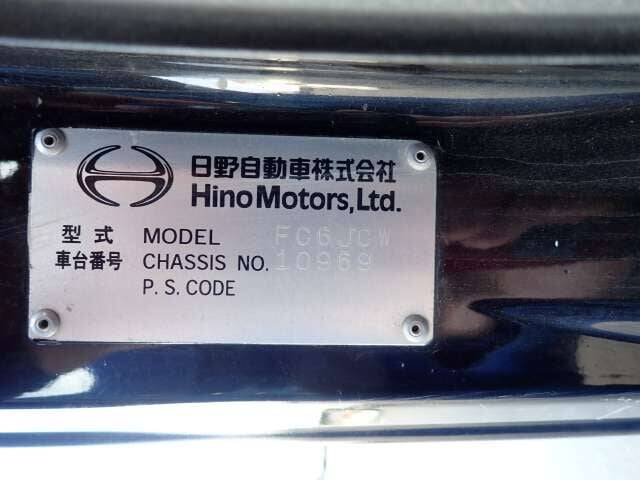 日野自動車株式会社
Hino Motors, Ltd.
型式 MODEL FC6JCW
車台番号 CHASSIS NO. 10969
P. S. CODE